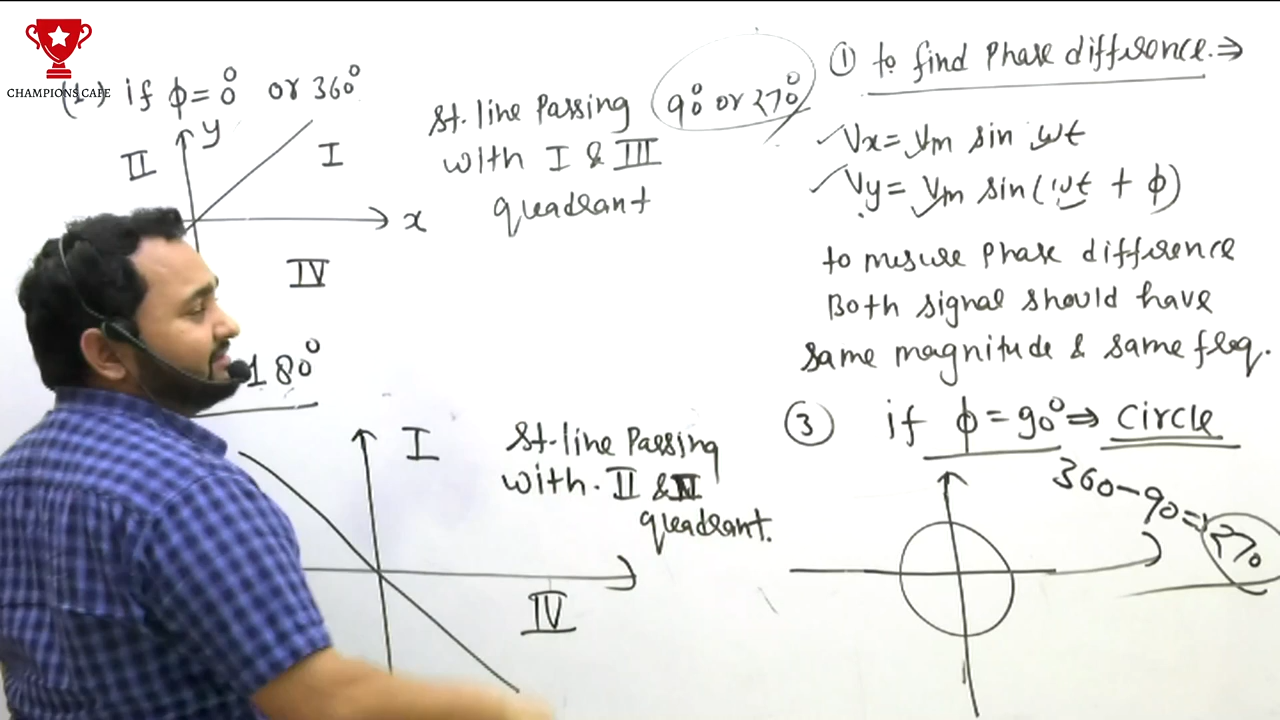 CHAMPIONS CAFE
if ϕ = 0° or 360°
y
II
I
x
IV
St. line Passing
with I & III
quadrant
90° or 270°
① to find Phase difference. ⇒
Vx = Vm sin ωt
Vy = Vm sin (ωt + ϕ)
to mesure Phase difference
Both signal should have
same magnitude & same freq.
180°
I
IV
St-line Passing
with. II & IV
quadrant.
③ if ϕ = 90° ⇒ Circle
360 - 90 = 270